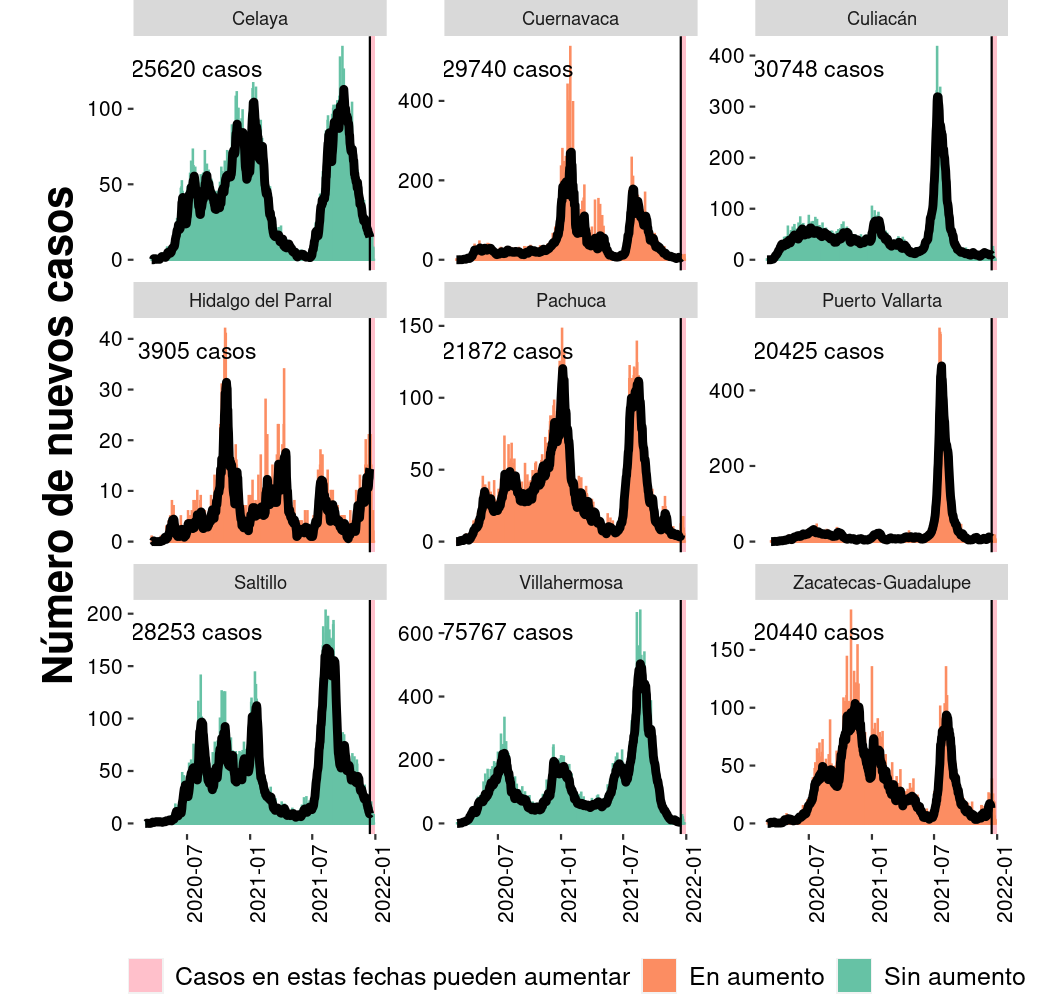 Número de nuevos casos
Celaya
25620 casos
100
50
0
Cuernavaca
29740 casos
400
200
0
Culiacán
30748 casos
400
300
200
100
0
Hidalgo del Parral
3905 casos
40
30
20
10
0
Pachuca
21872 casos
150
100
50
0
Puerto Vallarta
20425 casos
400
200
0
Saltillo
28253 casos
200
150
100
50
0
2020-07
2021-01
2021-07
2022-01
Villahermosa
75767 casos
600
400
200
0
2020-07
2021-01
2021-07
2022-01
Zacatecas-Guadalupe
20440 casos
150
100
50
0
2020-07
2021-01
2021-07
2022-01
Casos en estas fechas pueden aumentar
En aumento
Sin aumento